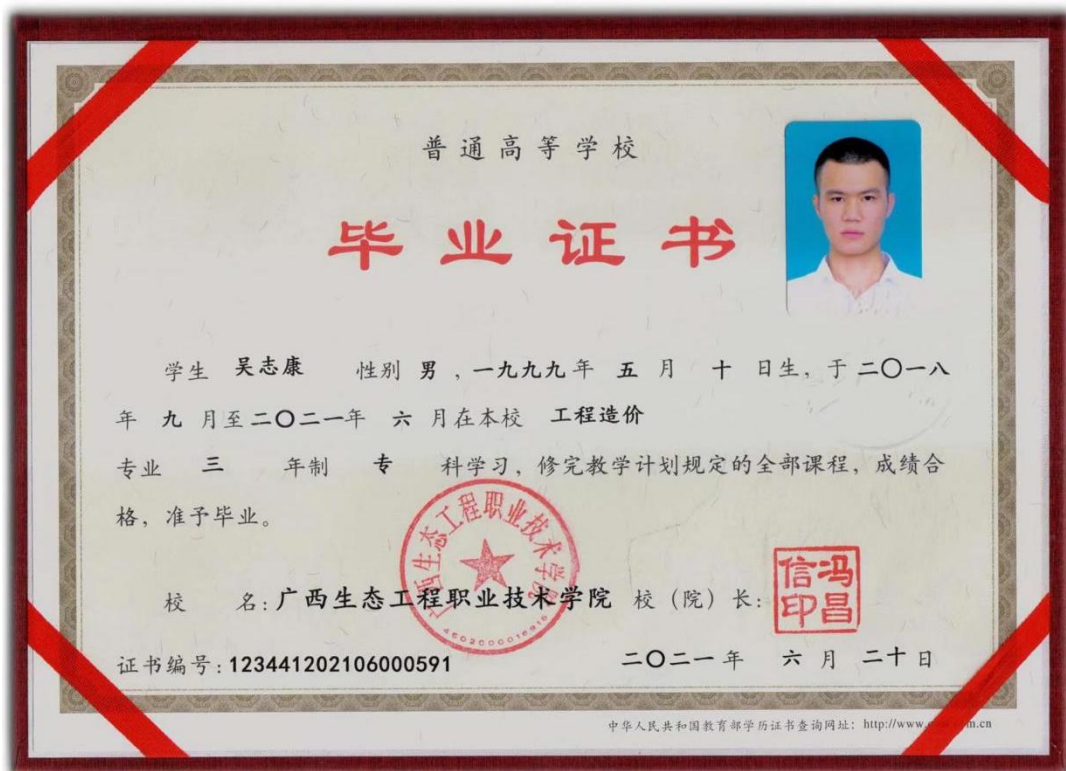 普通高等学校
毕业证书
学生 吴志康 性别 男 ，一九九九年 五 月 十 日生，于二〇一八
年 九 月至二〇二一年 六 月在本校 工程造价
专业 三 年制 专 科学习，修完教学计划规定的全部课程，成绩合
格，准予毕业。
广西生态工程职业技术学院
校 名：广西生态工程职业技术学院 校（院）长：
冯昌
信印
证书编号：123441202106000591 二〇二一年 六 月 二十日
中华人民共和国教育部学历证书查询网址：http://www.